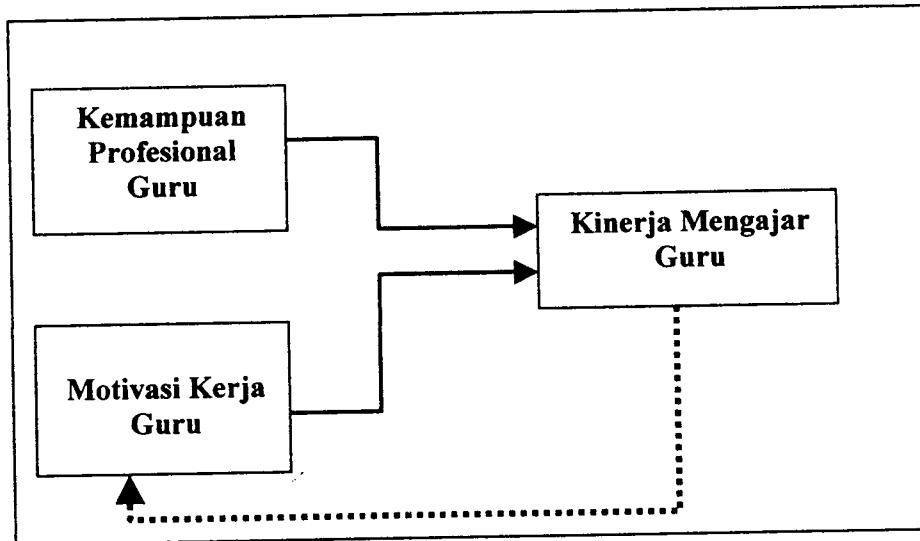 Kemampuan
Profesional
Guru
Kinerja Mengajar
Guru
Motivasi Kerja
Guru